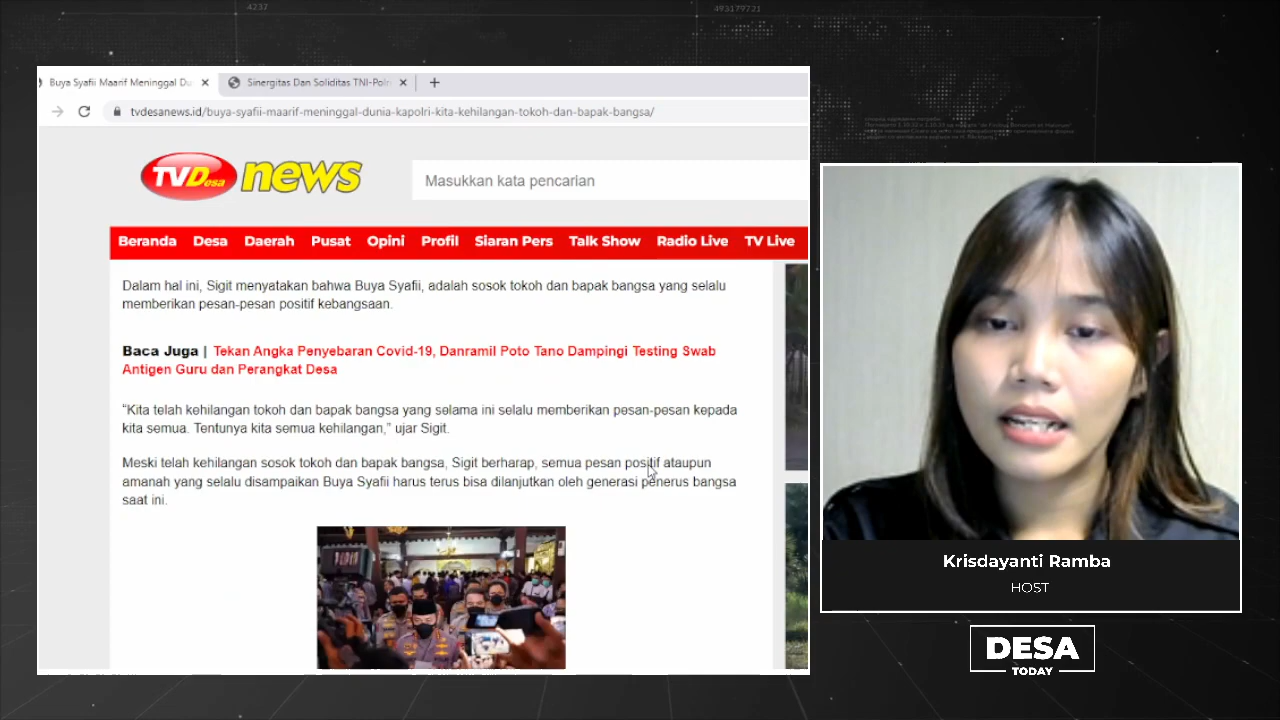 4232
493179721
Buya Syafii Maarif Meninggal Du
Sinergitas Dan Soliditas TNI-Polri
tvdesanews.id/buya-syafii-maarif-meninggal-dunia-kapolri-kita-kehilangan-tokoh-dan-bapak-bangsa/
TVDesa news
Masukkan kata pencarian
Beranda Desa Daerah Pusat Opini Profil Siaran Pers Talk Show Radio Live TV Live
Dalam hal ini, Sigit menyatakan bahwa Buya Syafii, adalah sosok tokoh dan bapak bangsa yang selalu
memberikan pesan-pesan positif kebangsaan.
Baca Juga | Tekan Angka Penyebaran Covid-19, Danramil Poto Tano Dampingi Testing Swab
Antigen Guru dan Perangkat Desa
“Kita telah kehilangan tokoh dan bapak bangsa yang selama ini selalu memberikan pesan-pesan kepada
kita semua. Tentunya kita semua kehilangan,” ujar Sigit.
Meski telah kehilangan sosok tokoh dan bapak bangsa, Sigit berharap, semua pesan positif ataupun
amanah yang selalu disampaikan Buya Syafii harus terus bisa dilanjutkan oleh generasi penerus bangsa
saat ini.
Krisdayanti Ramba
HOST
DESA
TODAY